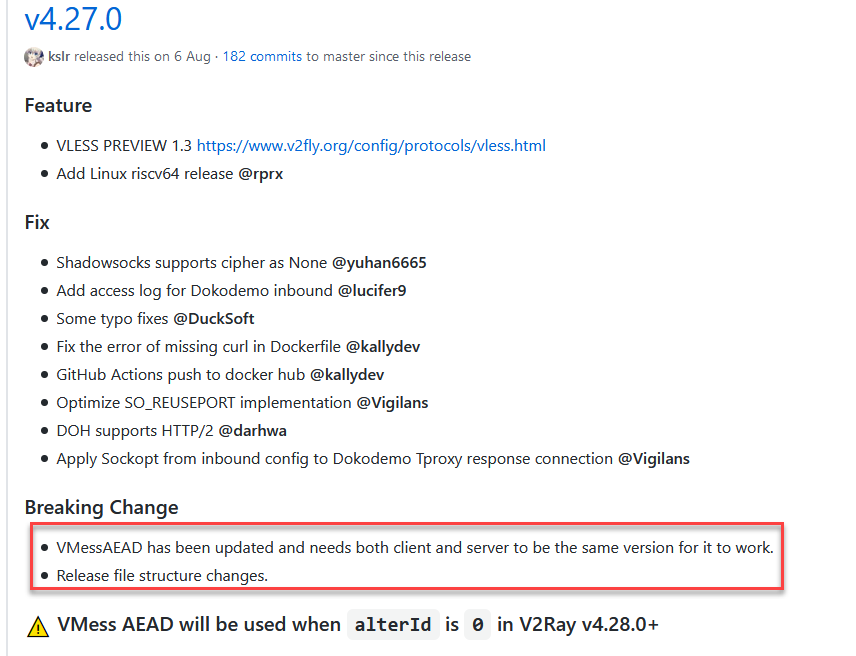 v4.27.0
kslr released this on 6 Aug · 182 commits to master since this release
Feature
• VLESS PREVIEW 1.3 https://www.v2fly.org/config/protocols/vless.html
• Add Linux riscv64 release @rprx
Fix
• Shadowsocks supports cipher as None @yuhan6665
• Add access log for Dokodemo inbound @lucifer9
• Some typo fixes @DuckSoft
• Fix the error of missing curl in Dockerfile @kallydev
• GitHub Actions push to docker hub @kallydev
• Optimize SO_REUSEPORT implementation @Vigilans
• DOH supports HTTP/2 @darhwa
• Apply Sockopt from inbound config to Dokodemo Tproxy response connection @Vigilans
Breaking Change
• VMessAEAD has been updated and needs both client and server to be the same version for it to work.
• Release file structure changes.
⚠ VMess AEAD will be used when alterId is 0 in V2Ray v4.28.0+